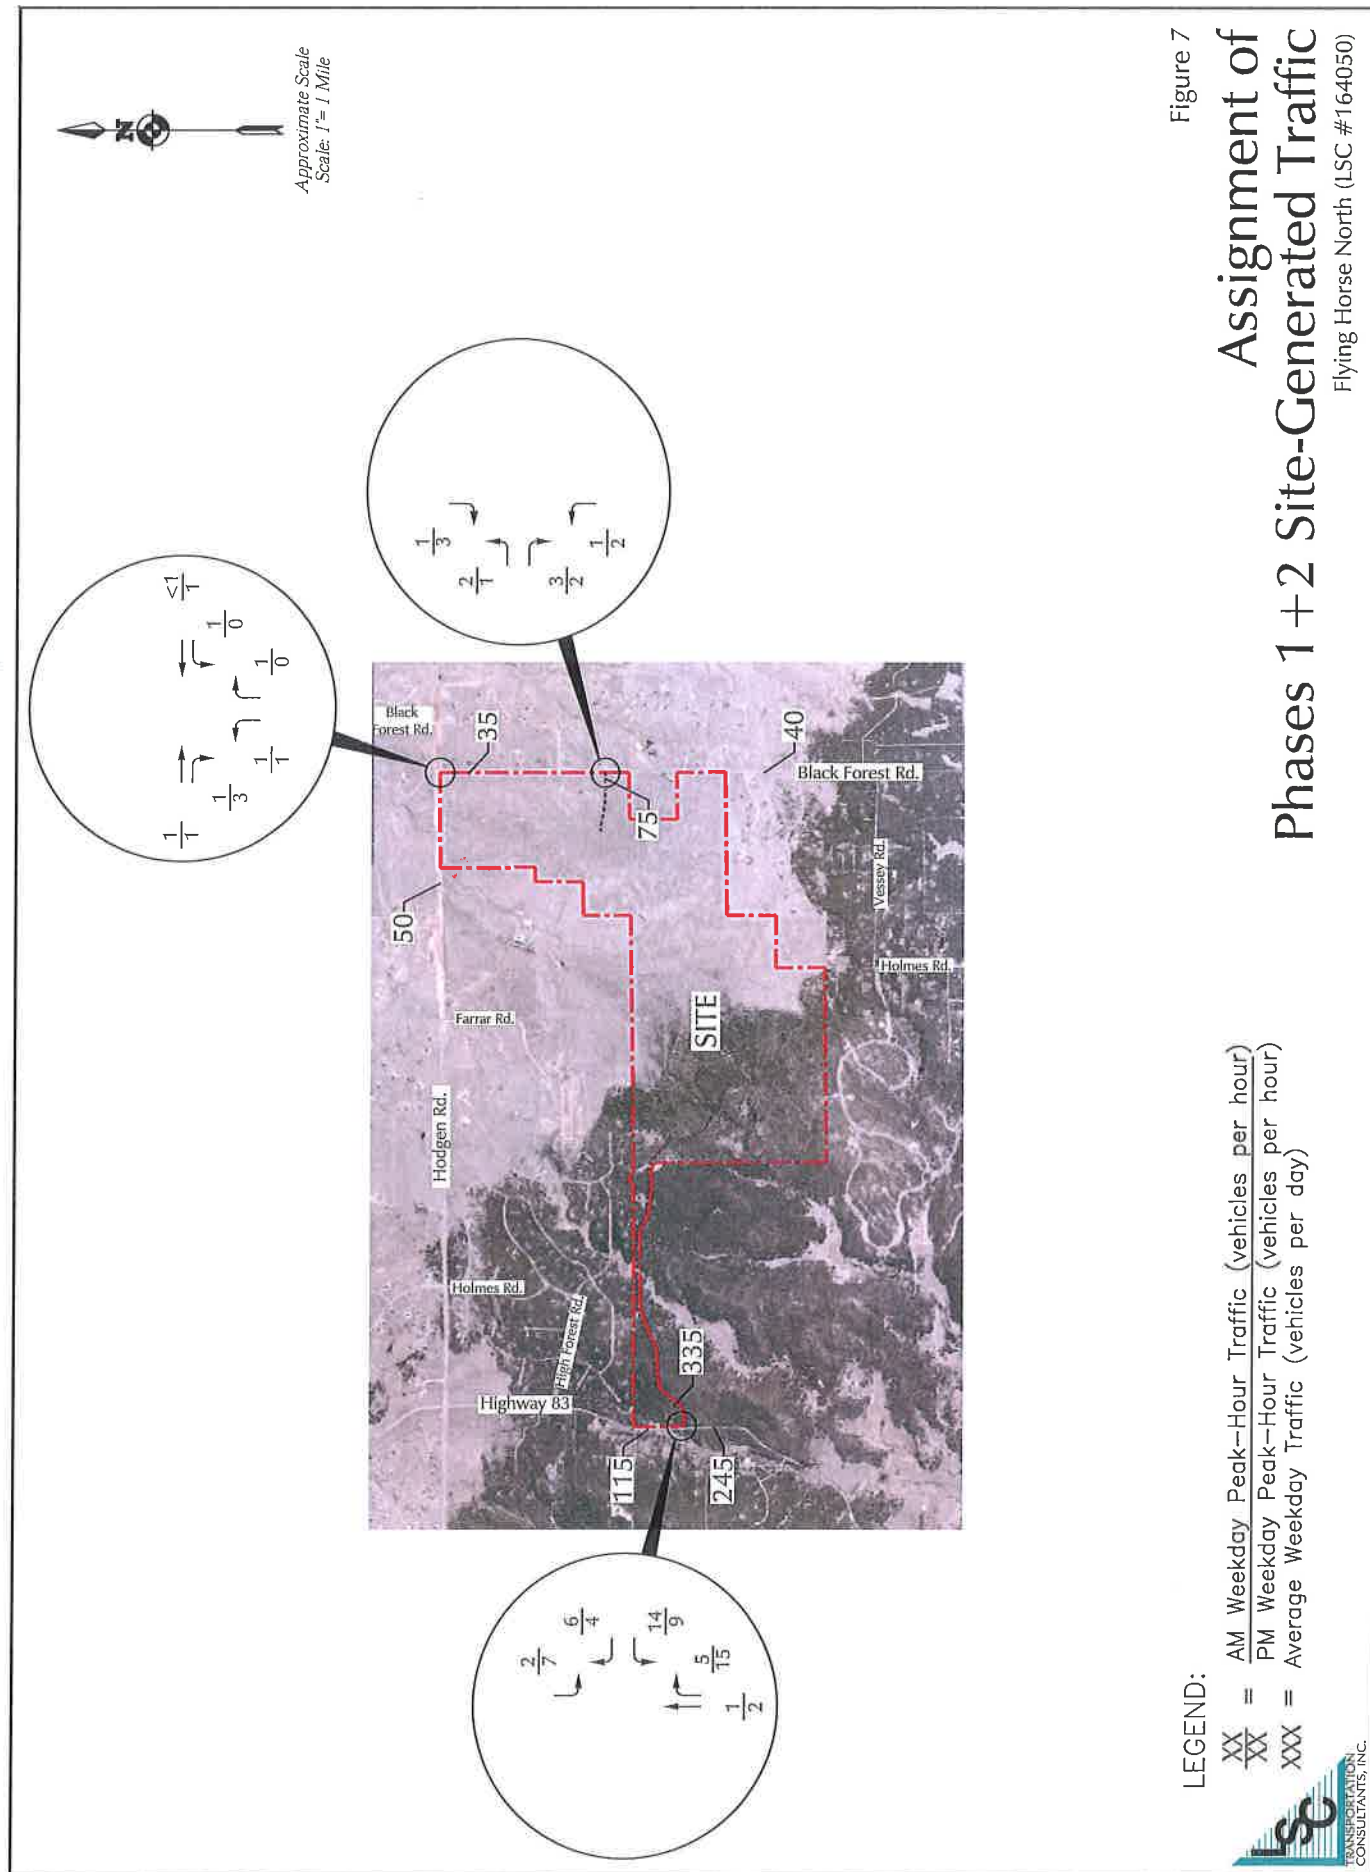 N
Approximate Scale
Scale: 1"= 1 Mile
<1
1
1
0
1
0
1
1
1
3
1
1
1
3
2
1
3
2
1
2
Black
Forest Rd.
35
50
75
40
Black Forest Rd.
Farrar Rd.
Vessey Rd.
Holmes Rd.
SITE
Hodgen Rd.
Holmes Rd.
High Forest Rd.
Highway 83
335
115
245
2
7
6
4
14
9
5
15
1
2
LEGEND:
XX
XX
=
AM Weekday Peak-Hour Traffic (vehicles per hour)
PM Weekday Peak-Hour Traffic (vehicles per hour)
XXX = Average Weekday Traffic (vehicles per day)
LSC
TRANSPORTATION
CONSULTANTS, INC.
Figure 7
Assignment of
Phases 1+2 Site-Generated Traffic
Flying Horse North (LSC #164050)